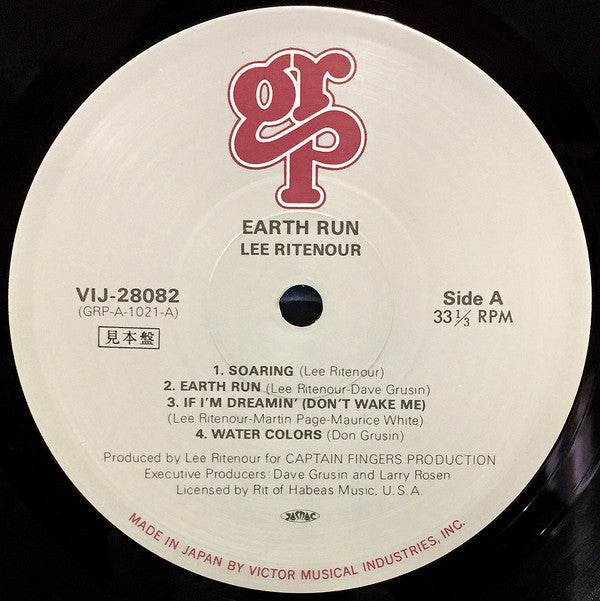 grp
EARTH RUN
LEE RITENOUR
VIJ-28082
(GRP-A-1021-A)
見本盤
Side A
33 1/3 RPM
1. SOARING (Lee Ritenour)
2. EARTH RUN (Lee Ritenour-Dave Grusin)
3. IF I'M DREAMIN' (DON'T WAKE ME)
(Lee Ritenour-Martin Page-Maurice White)
4. WATER COLORS (Don Grusin)
Produced by Lee Ritenour for CAPTAIN FINGERS PRODUCTION
Executive Producers: Dave Grusin and Larry Rosen
Licensed by Rit of Habeas Music, U.S.A.
JASRAC
MADE IN JAPAN BY VICTOR MUSICAL INDUSTRIES, INC.